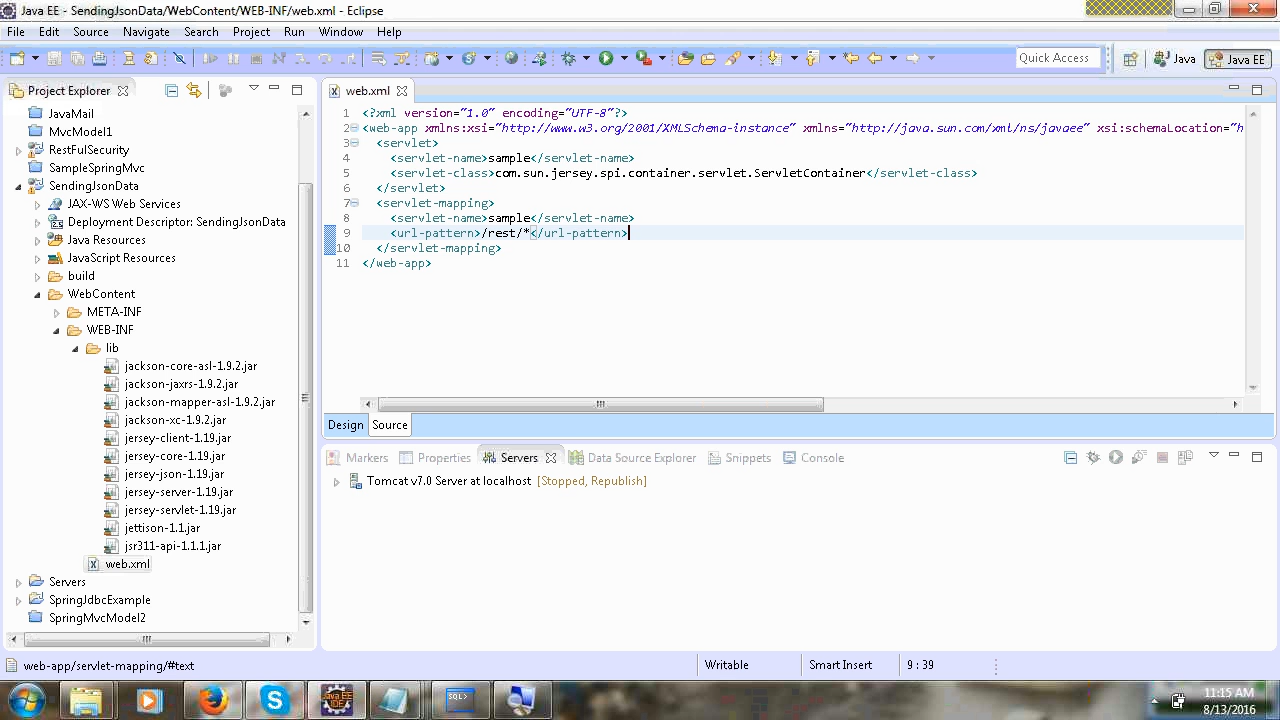 Java EE - SendingJsonData/WebContent/WEB-INF/web.xml - Eclipse
File Edit Source Navigate Search Project Run Window Help
Quick Access
Java
Java EE
Project Explorer
JavaMail
MvcModel1
RestFulSecurity
SampleSpringMvc
SendingJsonData
JAX-WS Web Services
Deployment Descriptor: SendingJsonData
Java Resources
JavaScript Resources
build
WebContent
META-INF
WEB-INF
lib
jackson-core-asl-1.9.2.jar
jackson-jaxrs-1.9.2.jar
jackson-mapper-asl-1.9.2.jar
jackson-xc-1.9.2.jar
jersey-client-1.19.jar
jersey-core-1.19.jar
jersey-json-1.19.jar
jersey-server-1.19.jar
jersey-servlet-1.19.jar
jettison-1.1.jar
jsr311-api-1.1.1.jar
web.xml
Servers
SpringJdbcExample
SpringMvcModel2
web.xml
1 <?xml version="1.0" encoding="UTF-8"?>
2 <web-app xmlns:xsi="http://www.w3.org/2001/XMLSchema-instance" xmlns="http://java.sun.com/xml/ns/javaee" xsi:schemaLocation="h
3 <servlet>
4 <servlet-name>sample</servlet-name>
5 <servlet-class>com.sun.jersey.spi.container.servlet.ServletContainer</servlet-class>
6 </servlet>
7 <servlet-mapping>
8 <servlet-name>sample</servlet-name>
9 <url-pattern>/rest/*</url-pattern>
10 </servlet-mapping>
11 </web-app>
Design Source
Markers Properties Servers Data Source Explorer Snippets Console
Tomcat v7.0 Server at localhost [Stopped, Republish]
web-app/servlet-mapping/#text
Writable
Smart Insert
9 : 39
Java EE
IDE
SQL
11:15 AM
8/13/2016